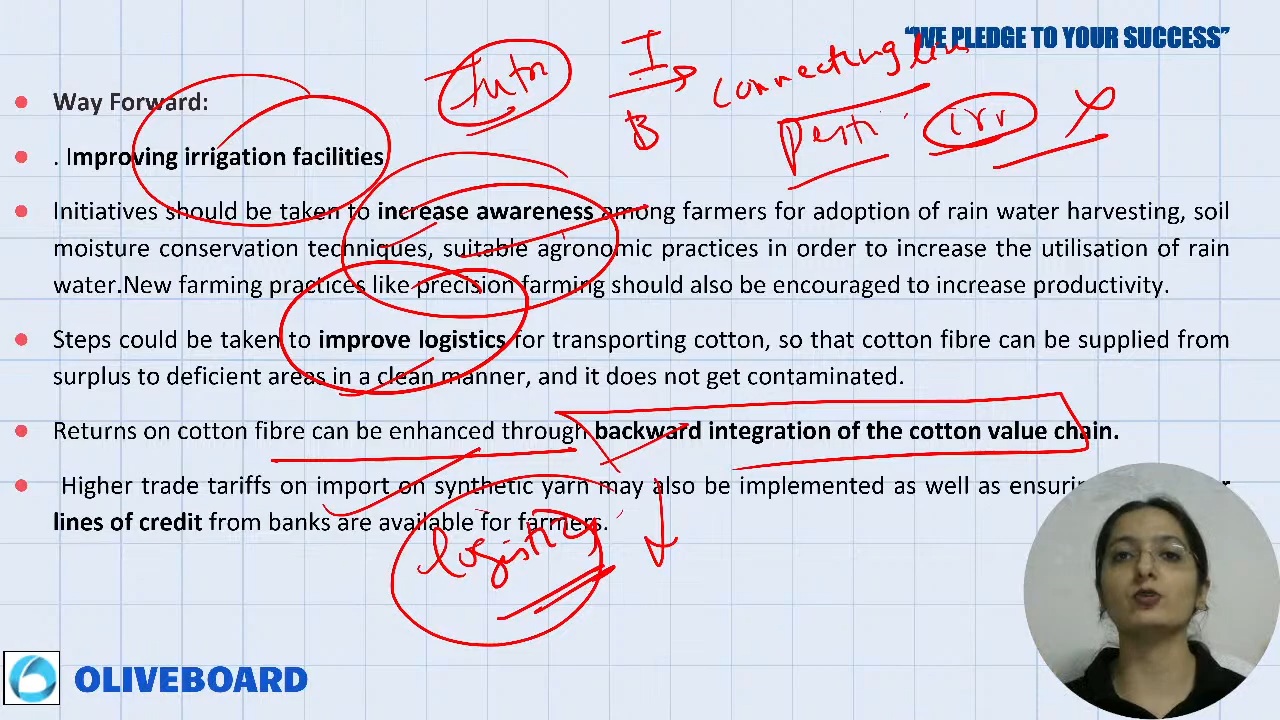 “WE PLEDGE TO YOUR SUCCESS”
I
connecting
B
Pesti
irr
Way Forward:
. Improving irrigation facilities
Initiatives should be taken to increase awareness among farmers for adoption of rain water harvesting, soil
moisture conservation techniques, suitable agronomic practices in order to increase the utilisation of rain
water.New farming practices like precision farming should also be encouraged to increase productivity.
Steps could be taken to improve logistics for transporting cotton, so that cotton fibre can be supplied from
surplus to deficient areas in a clean manner, and it does not get contaminated.
Returns on cotton fibre can be enhanced through backward integration of the cotton value chain.
Higher trade tariffs on import on synthetic yarn may also be implemented as well as
lines of credit from banks are available for farmers.
logistics
OLIVEBOARD